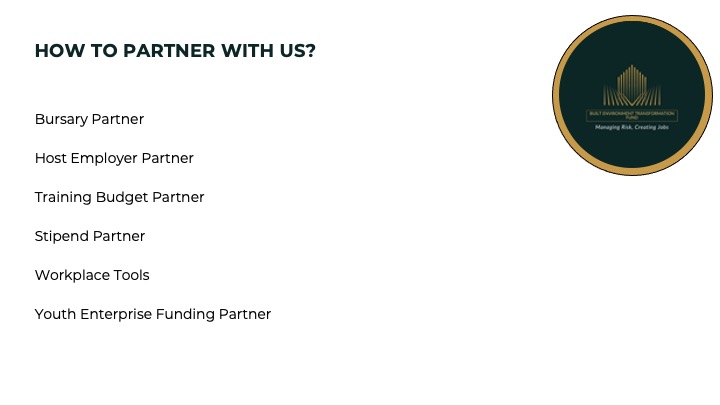 HOW TO PARTNER WITH US?
BUILT ENVIRONMENT TRANSFORMATION
FUND
Managing Risk, Creating Jobs
Bursary Partner
Host Employer Partner
Training Budget Partner
Stipend Partner
Workplace Tools
Youth Enterprise Funding Partner